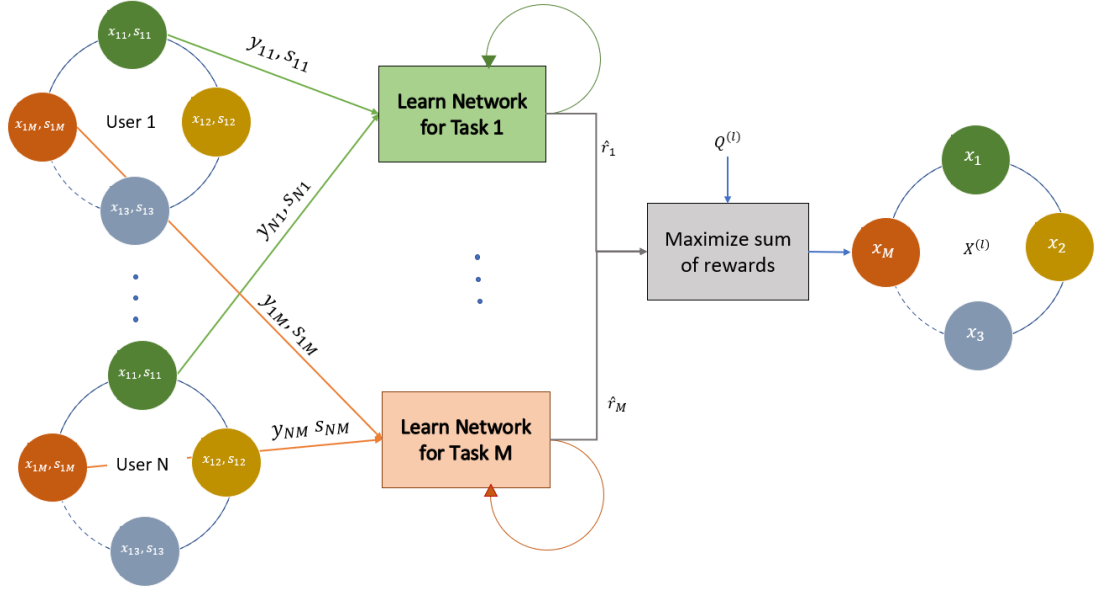 x₁₁, s₁₁
x₁M, s₁M
User 1
x₁₂, s₁₂
x₁₃, s₁₃
y₁₁, s₁₁
yN₁, sN₁
y₁M, s₁M
yNM sNM
x₁₁, s₁₁
x₁M, s₁M
User N
x₁₂, s₁₂
x₁₃, s₁₃
Learn Network
for Task 1
Learn Network
for Task M
r̂₁
r̂M
Q⁽ˡ⁾
Maximize sum
of rewards
x₁
xM
X⁽ˡ⁾
x₂
x₃